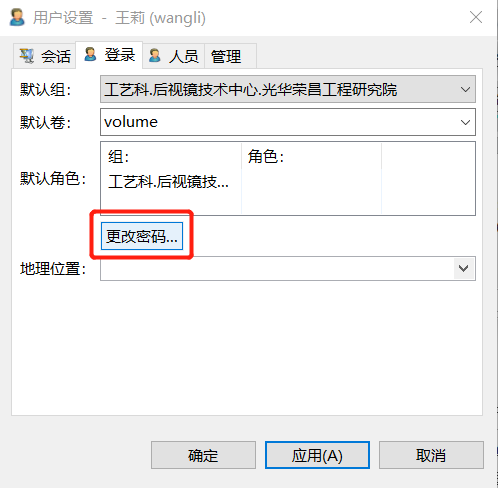 用户设置 - 王莉 (wangli)
会话 登录 人员 管理
默认组: 工艺科.后视镜技术中心.光华荣昌工程研究院
默认卷: volume
默认角色: 组: 角色:
工艺科.后视镜技...
更改密码...
地理位置:
确定 应用(A) 取消